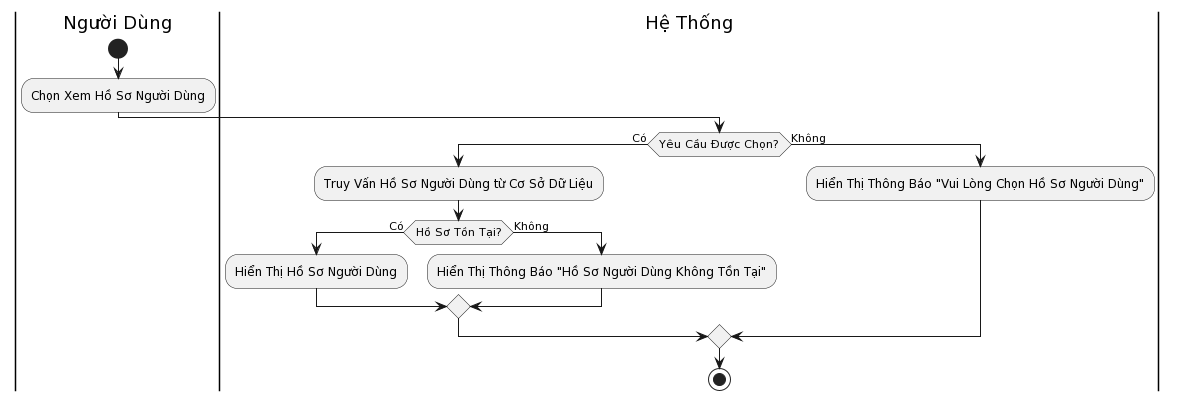 Người Dùng
Hệ Thống
Chọn Xem Hồ Sơ Người Dùng
Yêu Cầu Được Chọn?
Có
Không
Truy Vấn Hồ Sơ Người Dùng từ Cơ Sở Dữ Liệu
Hiển Thị Thông Báo "Vui Lòng Chọn Hồ Sơ Người Dùng"
Hồ Sơ Tồn Tại?
Có
Không
Hiển Thị Hồ Sơ Người Dùng
Hiển Thị Thông Báo "Hồ Sơ Người Dùng Không Tồn Tại"